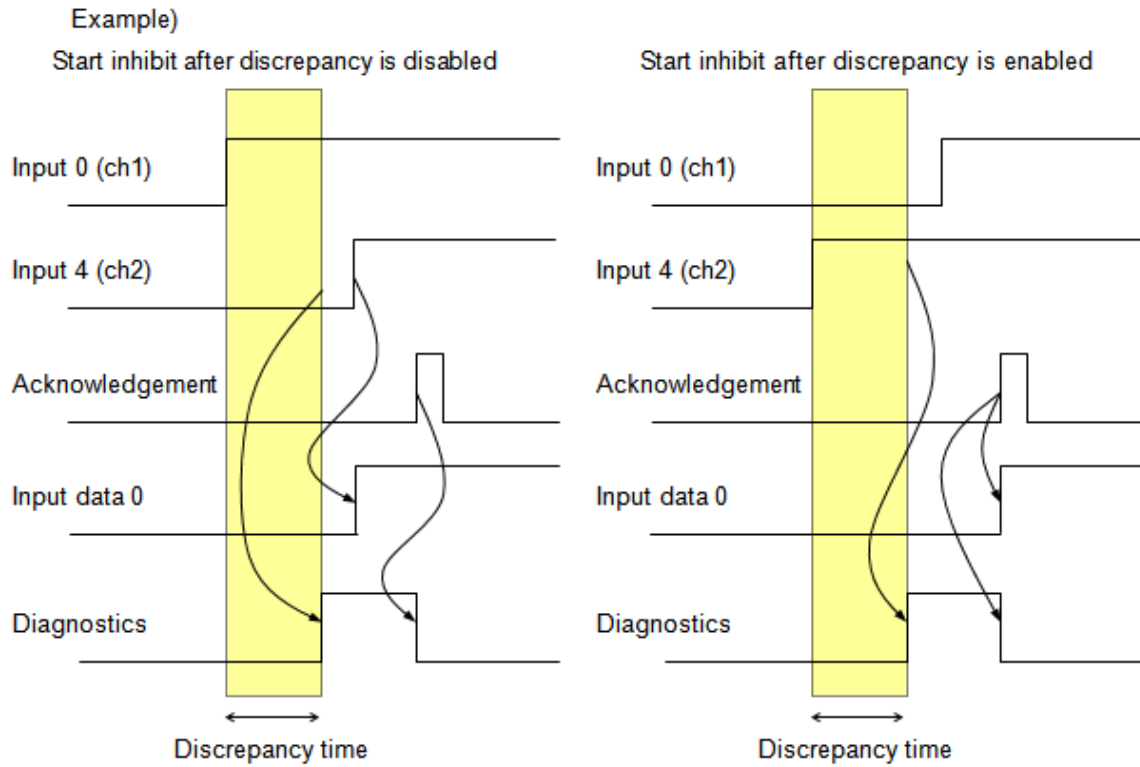 Example)
Start inhibit after discrepancy is disabled
Input 0 (ch1)
Input 4 (ch2)
Acknowledgement
Input data 0
Diagnostics
Discrepancy time
Start inhibit after discrepancy is enabled
Input 0 (ch1)
Input 4 (ch2)
Acknowledgement
Input data 0
Diagnostics
Discrepancy time